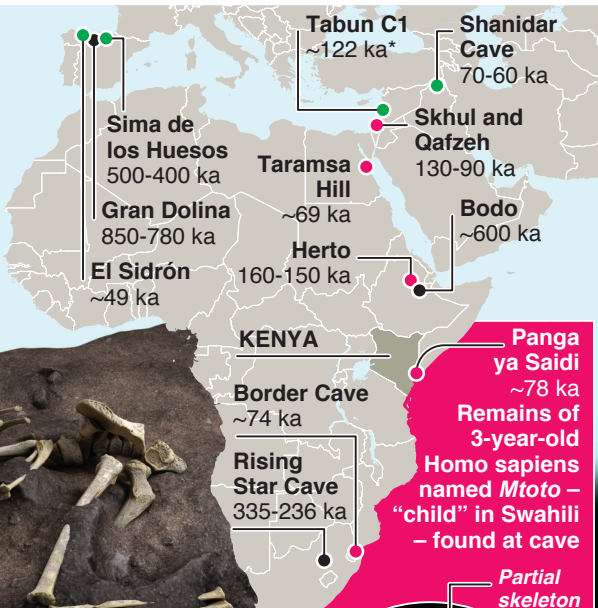 Tabun C1
~122 ka*
Shanidar
Cave
70-60 ka
Sima de
los Huesos
500-400 ka
Skhul and
Qafzeh
130-90 ka
Taramsa
Hill
~69 ka
Gran Dolina
850-780 ka
Bodo
~600 ka
El Sidrón
~49 ka
Herto
160-150 ka
KENYA
Panga
ya Saidi
~78 ka
Remains of
3-year-old
Homo sapiens
named Mtoto –
“child” in Swahili
– found at cave
Border Cave
~74 ka
Rising
Star Cave
335-236 ka
Partial
skeleton